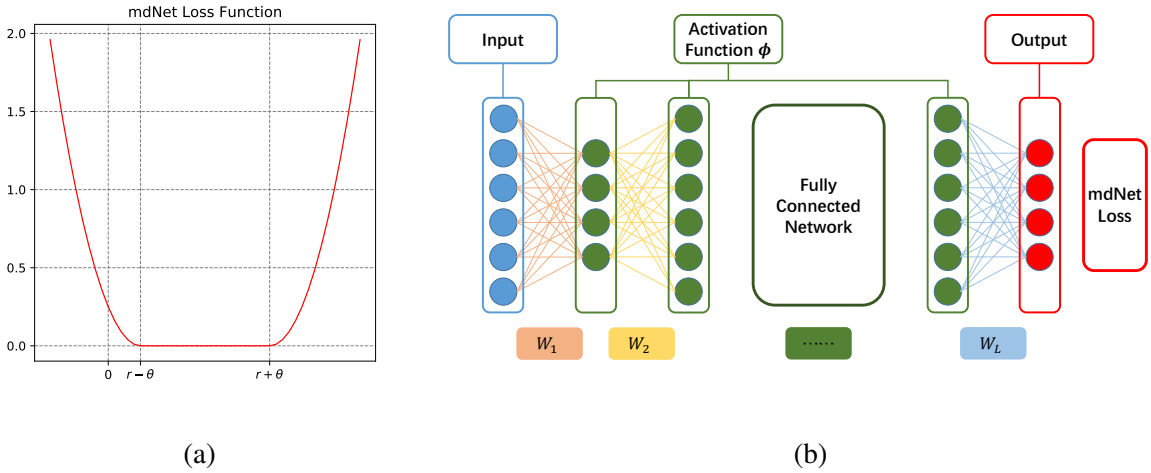 mdNet Loss Function
2.0
1.5
1.0
0.5
0.0
0
r − θ
r + θ
(a)
Input
Activation
Function ϕ
Output
Fully
Connected
Network
mdNet
Loss
W₁
W₂
······
W_L
(b)